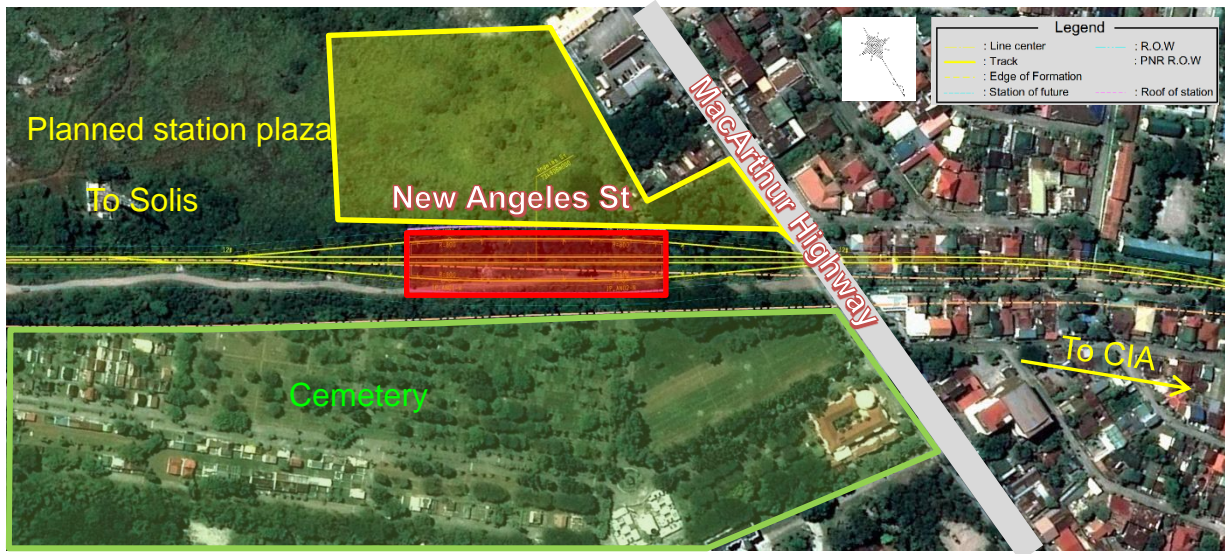 Legend
: Line center
: R.O.W
: Track
: PNR R.O.W
: Edge of Formation
: Station of future
: Roof of station
MacArthur Highway
Planned station plaza
To Solis
New Angeles St
To CIA
Cemetery